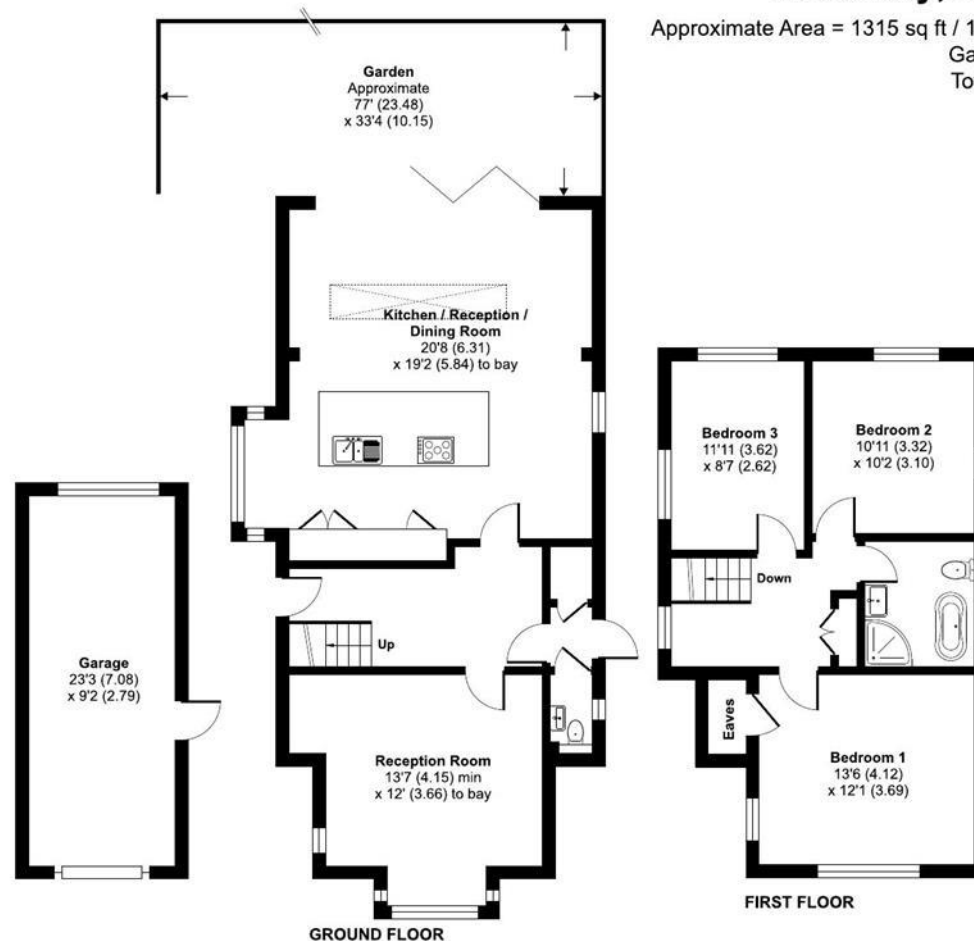 Approximate Area = 1315 sq ft / 1
Ga
To
Garden
Approximate
77' (23.48)
x 33'4 (10.15)
Kitchen / Reception /
Dining Room
20'8 (6.31)
x 19'2 (5.84) to bay
Bedroom 3
11'11 (3.62)
x 8'7 (2.62)
Bedroom 2
10'11 (3.32)
x 10'2 (3.10)
Down
Up
Garage
23'3 (7.08)
x 9'2 (2.79)
Reception Room
13'7 (4.15) min
x 12' (3.66) to bay
Eaves
Bedroom 1
13'6 (4.12)
x 12'1 (3.69)
FIRST FLOOR
GROUND FLOOR